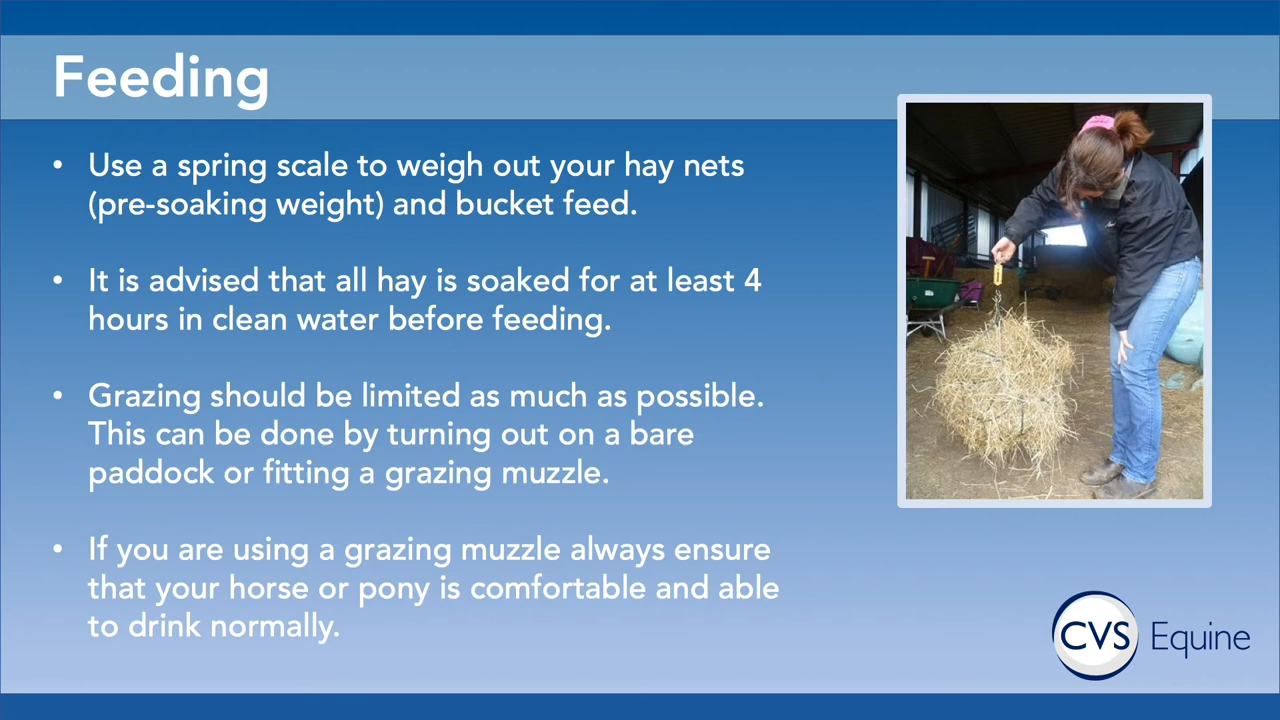 Feeding
• Use a spring scale to weigh out your hay nets
(pre-soaking weight) and bucket feed.
• It is advised that all hay is soaked for at least 4
hours in clean water before feeding.
• Grazing should be limited as much as possible.
This can be done by turning out on a bare
paddock or fitting a grazing muzzle.
• If you are using a grazing muzzle always ensure
that your horse or pony is comfortable and able
to drink normally.
CVS Equine